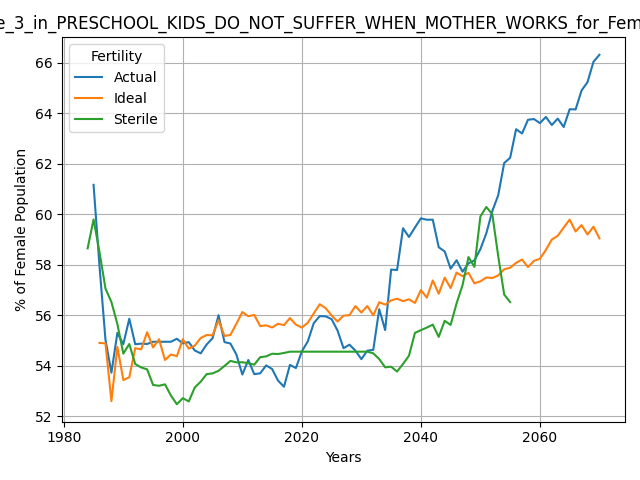 e_3_in_PRESCHOOL_KIDS_DO_NOT_SUFFER_WHEN_MOTHER_WORKS_for_Fem
Fertility
Actual
Ideal
Sterile
% of Female Population
66
64
62
60
58
56
54
52
1980
2000
2020
2040
2060
Years